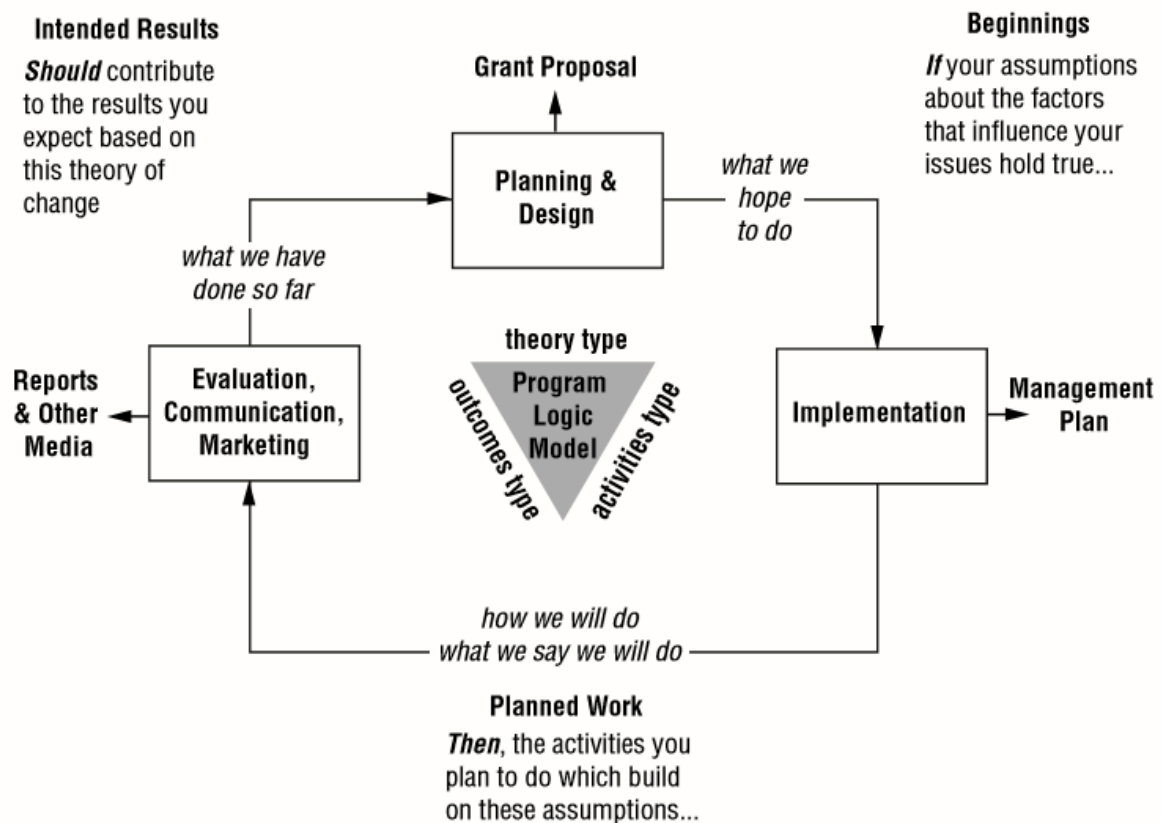 Intended Results
Should contribute
to the results you
expect based on
this theory of
change
Grant Proposal
Beginnings
If your assumptions
about the factors
that influence your
issues hold true...
Planning &
Design
what we
hope
to do
what we have
done so far
Reports
& Other
Media
Evaluation,
Communication,
Marketing
theory type
Program
Logic
Model
outcomes type
activities type
Implementation
Management
Plan
how we will do
what we say we will do
Planned Work
Then, the activities you
plan to do which build
on these assumptions...